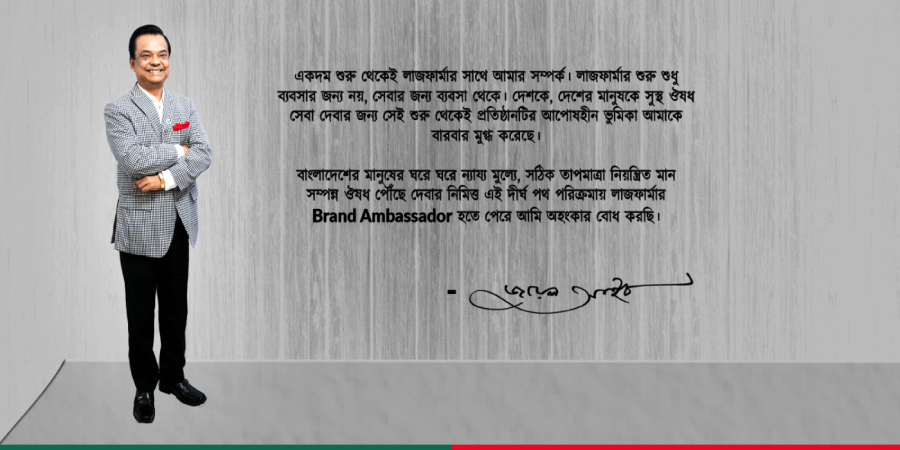 একদম শুরু থেকেই লাজফার্মার সাথে আমার সম্পর্ক। লাজফার্মার শুরু শুধু
ব্যবসার জন্য নয়, সেবার জন্য ব্যবসা থেকে। দেশকে, দেশের মানুষকে সুস্থ ঔষধ
সেবা দেবার জন্য সেই শুরু থেকেই প্রতিষ্ঠানটির আপোষহীন ভুমিকা আমাকে
বারবার মুগ্ধ করেছে।
বাংলাদেশের মানুষের ঘরে ঘরে ন্যায্য মুল্যে, সঠিক তাপমাত্রা নিয়ন্ত্রিত মান
সম্পন্ন ঔষধ পৌঁছে দেবার নিমিত্ত এই দীর্ঘ পথ পরিক্রমায় লাজফার্মার
Brand Ambassador হতে পেরে আমি অহংকার বোধ করছি।
- জুয়েল আইচ